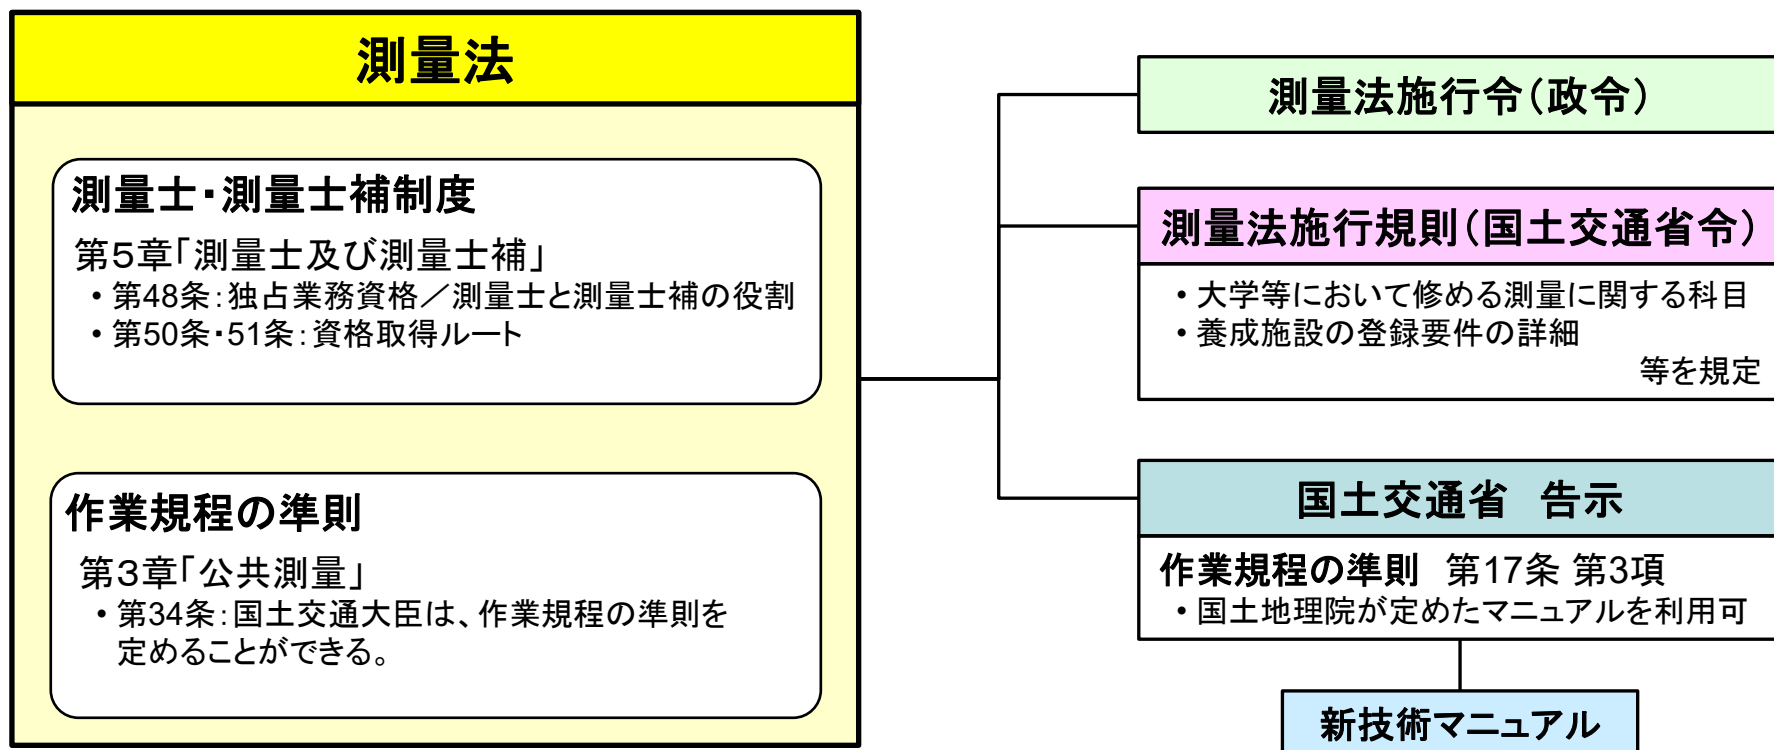 測量法
測量士・測量士補制度
第5章「測量士及び測量士補」
• 第48条：独占業務資格／測量士と測量士補の役割
• 第50条・51条：資格取得ルート
作業規程の準則
第3章「公共測量」
• 第34条：国土交通大臣は、作業規程の準則を
定めることができる。
測量法施行令（政令）
測量法施行規則（国土交通省令）
• 大学等において修める測量に関する科目
• 養成施設の登録要件の詳細
等を規定
国土交通省　告示
作業規程の準則　第17条 第3項
• 国土地理院が定めたマニュアルを利用可
新技術マニュアル